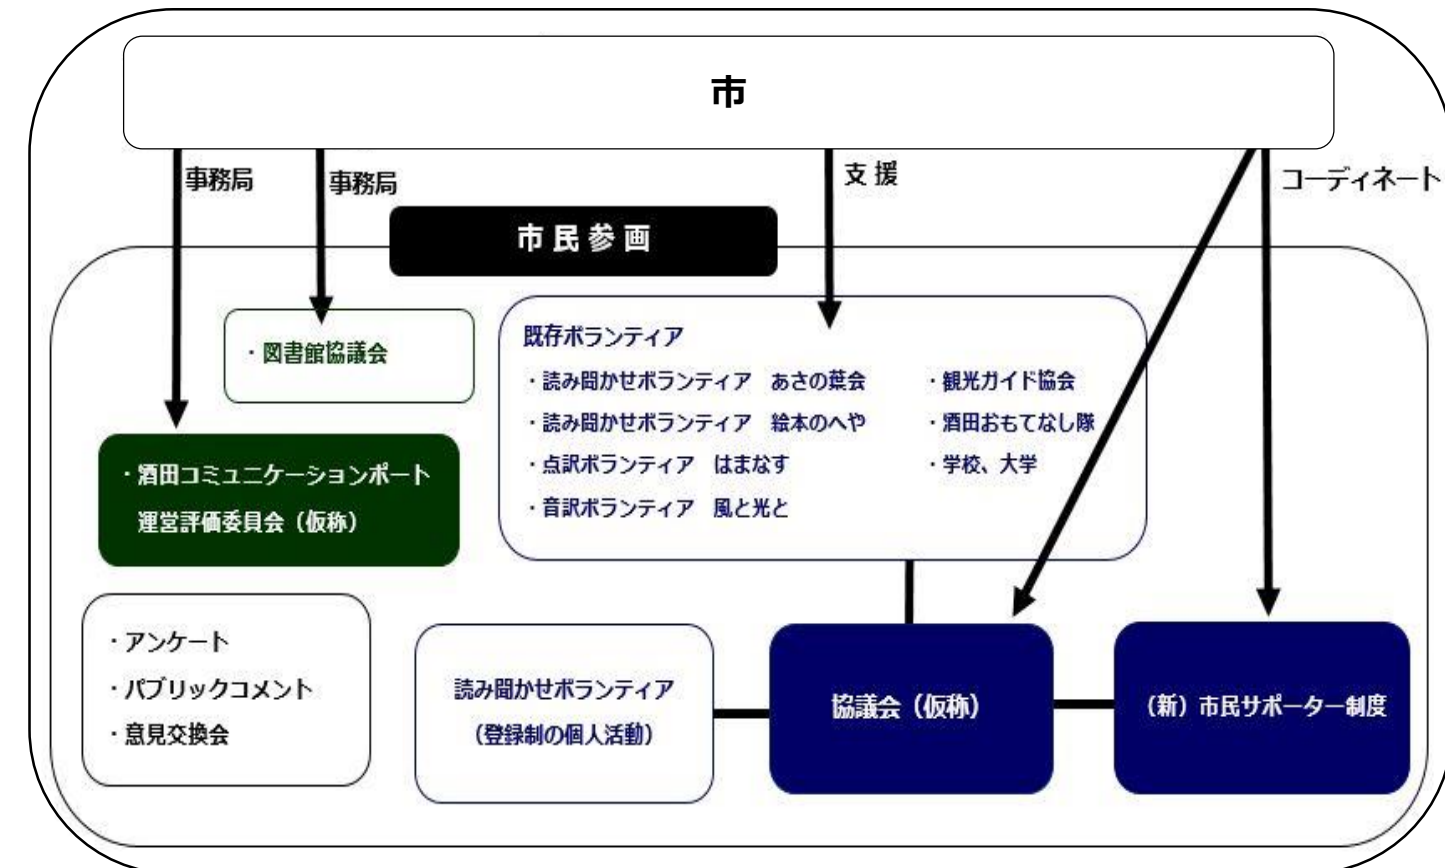 市
事務局
事務局
支援
コーディネート
市民参画
・図書館協議会
・酒田コミュニケーションポート
運営評価委員会（仮称）
既存ボランティア
・読み聞かせボランティア　あさの葉会
・読み聞かせボランティア　絵本のへや
・点訳ボランティア　はまなす
・音訳ボランティア　風と光と
・観光ガイド協会
・酒田おもてなし隊
・学校、大学
・アンケート
・パブリックコメント
・意見交換会
読み聞かせボランティア
（登録制の個人活動）
協議会（仮称）
（新）市民サポーター制度